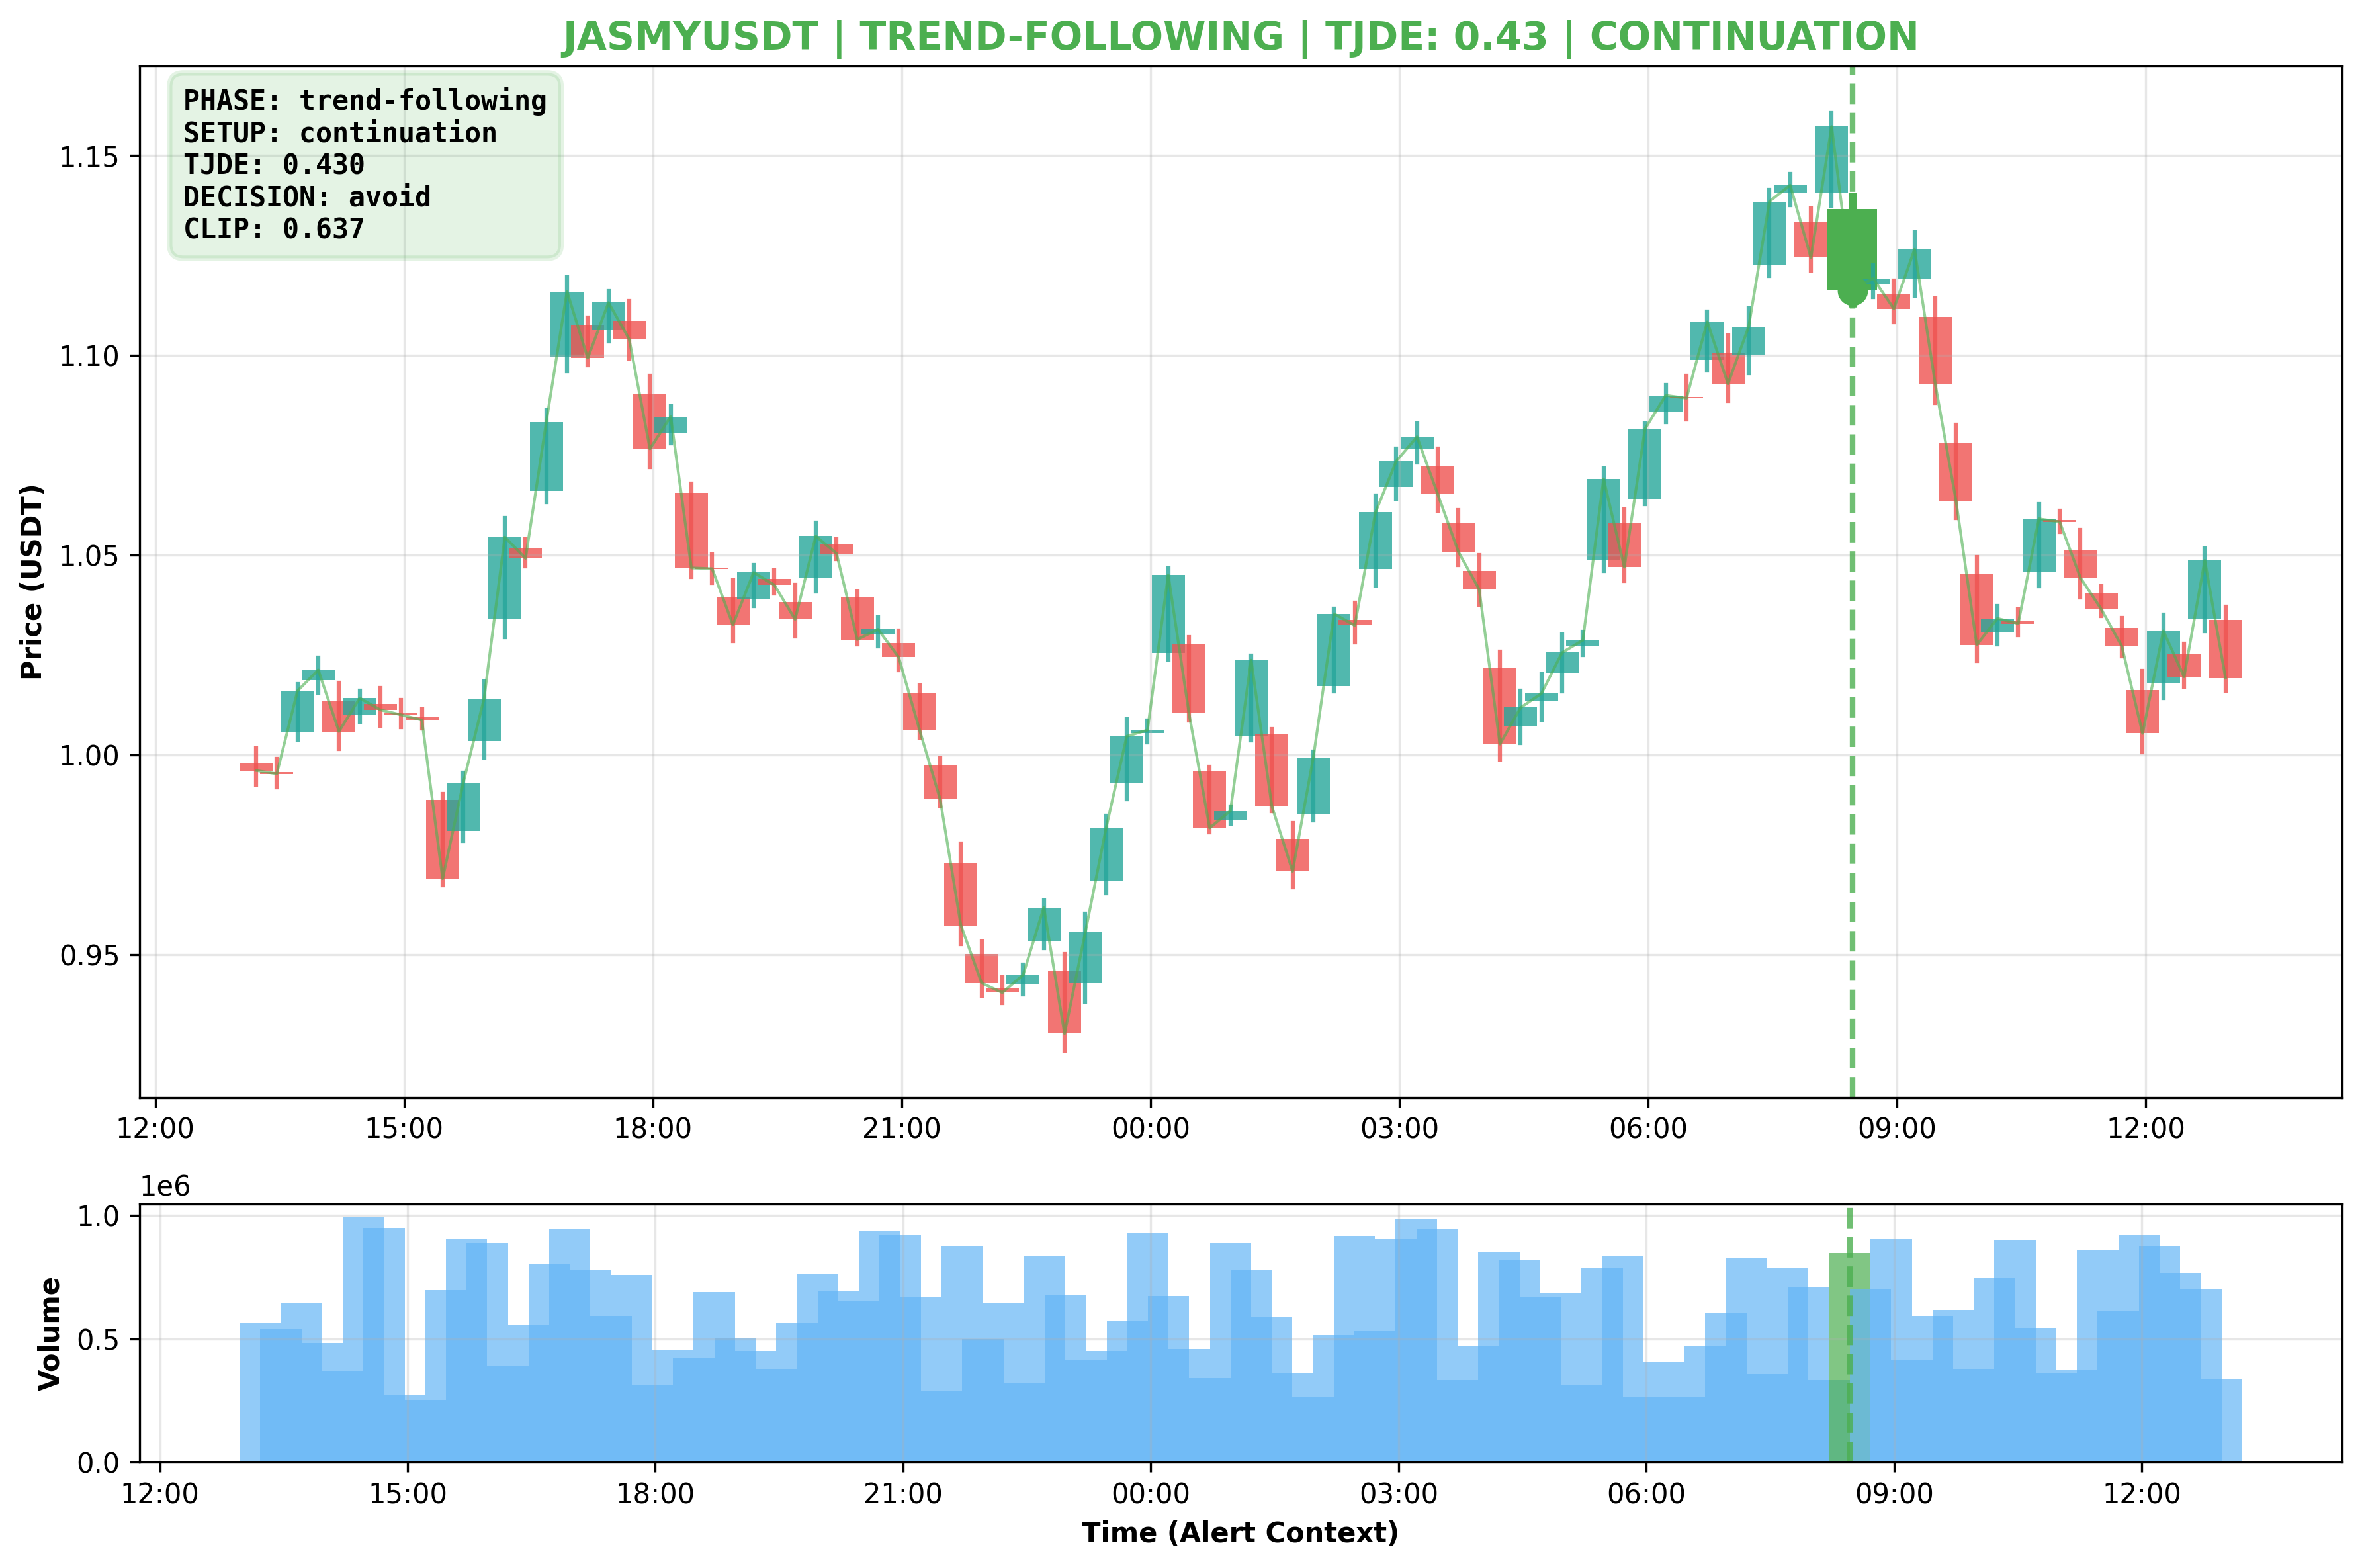 JASMYUSDT | TREND-FOLLOWING | TJDE: 0.43 | CONTINUATION
PHASE: trend-following
SETUP: continuation
TJDE: 0.430
DECISION: avoid
CLIP: 0.637
Price (USDT)
1.15
1.10
1.05
1.00
0.95
12:00 15:00 18:00 21:00 00:00 03:00 06:00 09:00 12:00
1e6
Volume
1.0
0.5
0.0
12:00 15:00 18:00 21:00 00:00 03:00 06:00 09:00 12:00
Time (Alert Context)